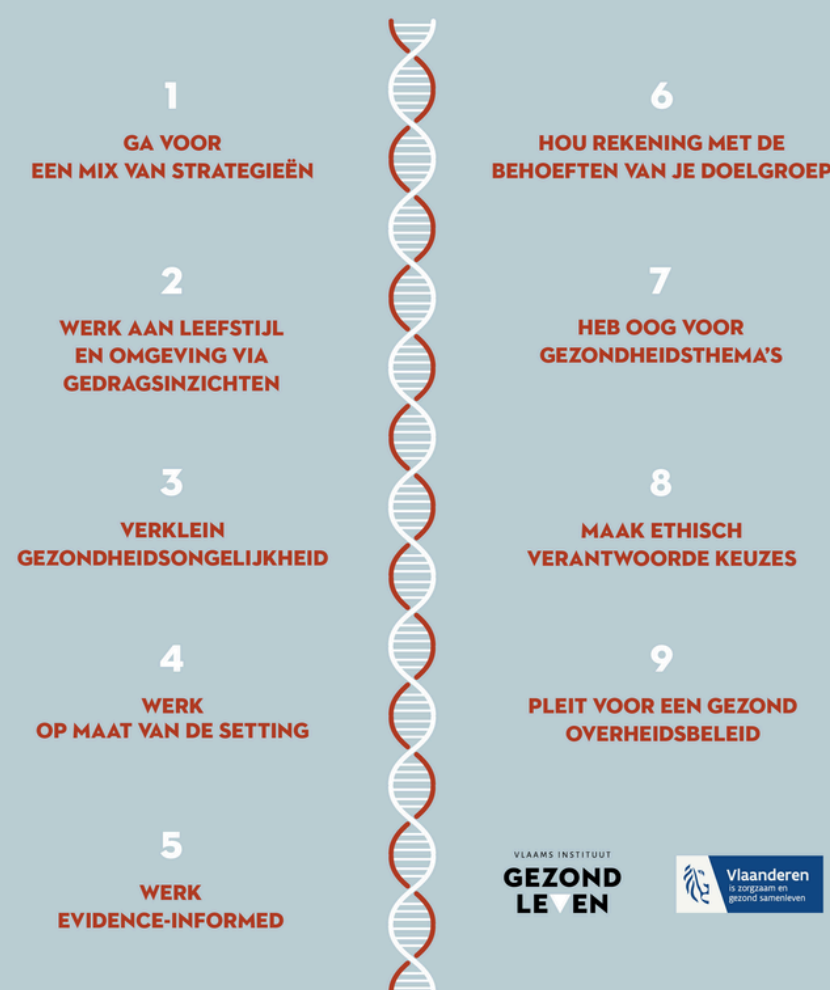 1
GA VOOR
EEN MIX VAN STRATEGIEËN
2
WERK AAN LEEFSTIJL
EN OMGEVING VIA
GEDRAGSINZICHTEN
3
VERKLEIN
GEZONDHEIDSONGELIJKHEID
4
WERK
OP MAAT VAN DE SETTING
5
WERK
EVIDENCE-INFORMED
6
HOU REKENING MET DE
BEHOEFTEN VAN JE DOELGROEP
7
HEB OOG VOOR
GEZONDHEIDSTHEMA'S
8
MAAK ETHISCH
VERANTWOORDE KEUZES
9
PLEIT VOOR EEN GEZOND
OVERHEIDSBELEID
VLAAMS INSTITUUT
GEZOND
LEVEN
Vlaanderen
is zorgzaam en
gezond samenleven